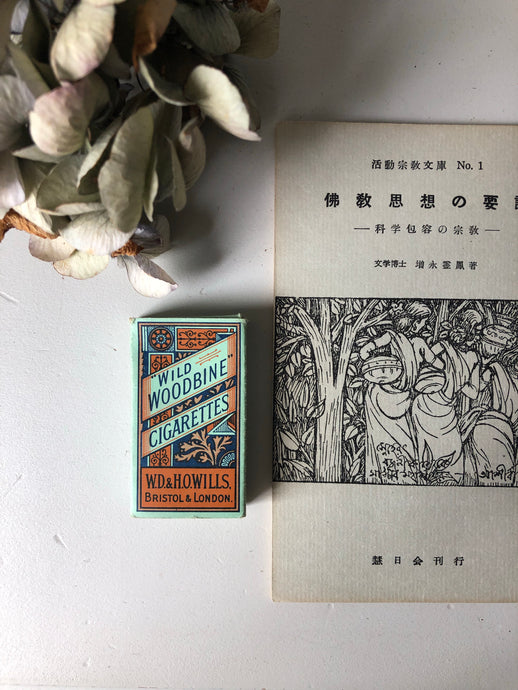 "WILD
WOODBINE"
CIGARETTES
W.D.&H.O.WILLS,
BRISTOL & LONDON.
活動宗教文庫 No.1
佛教思想の要
―科学包容の宗教―
文学博士 増永霊鳳著
慧日会刊行